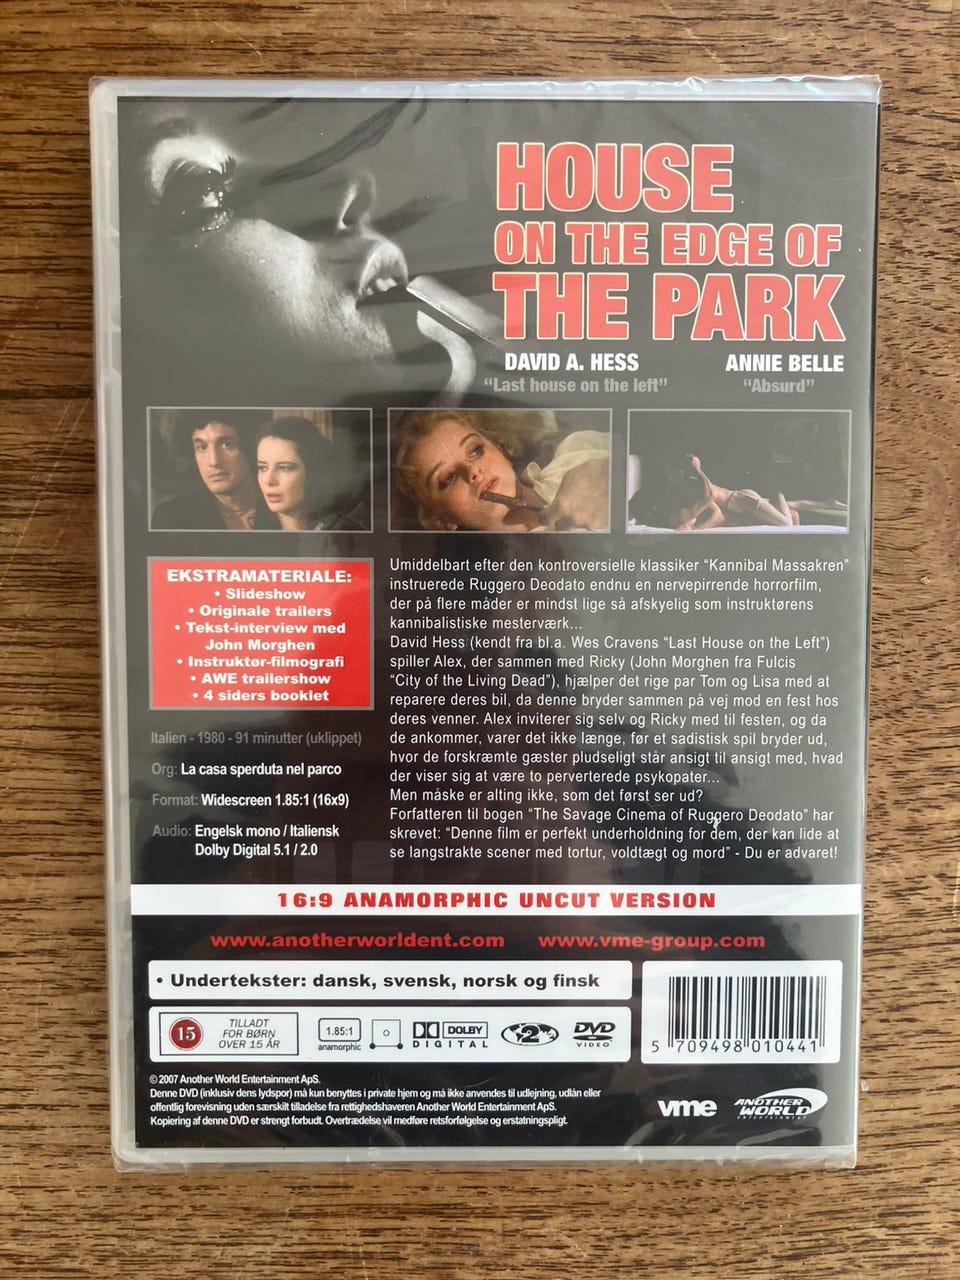 HOUSE
ON THE EDGE OF
THE PARK
DAVID A. HESS
"Last house on the left"
ANNIE BELLE
"Absurd"
EKSTRAMATERIALE:
• Slideshow
• Originale trailers
• Tekst-interview med
John Morghen
• Instruktør-filmografi
• AWE trailershow
• 4 siders booklet
Italien - 1980 - 91 minutter (uklippet)
Org: La casa sperduta nel parco
Format: Widescreen 1.85:1 (16x9)
Audio: Engelsk mono / Italiensk
Dolby Digital 5.1 / 2.0
Umiddelbart efter den kontroversielle klassiker "Kannibal Massakren"
instruerede Ruggero Deodato endnu en nervepirrende horrorfilm,
der på flere måder er mindst lige så afskyelig som instruktørens
kannibalistiske mesterværk...
David Hess (kendt fra bl.a. Wes Cravens "Last House on the Left")
spiller Alex, der sammen med Ricky (John Morghen fra Fulcis
"City of the Living Dead"), hjælper det rige par Tom og Lisa med at
reparere deres bil, da denne bryder sammen på vej mod en fest hos
deres venner. Alex inviterer sig selv og Ricky med til festen, og da
de ankommer, varer det ikke længe, før et sadistisk spil bryder ud,
hvor de forskræmte gæster pludseligt står ansigt til ansigt med, hvad
der viser sig at være to perverterede psykopater...
Men måske er alting ikke, som det først ser ud?
Forfatteren til bogen "The Savage Cinema of Ruggero Deodato" har
skrevet: "Denne film er perfekt underholdning for dem, der kan lide at
se langstrakte scener med tortur, voldtægt og mord" - Du er advaret!
16:9 ANAMORPHIC UNCUT VERSION
www.anotherworldent.com www.vme-group.com
• Undertekster: dansk, svensk, norsk og finsk
15
TILLADT
FOR BØRN
OVER 15 ÅR
1.85:1
anamorphic
DOLBY
DIGITAL
2
DVD
VIDEO
5 709498 010441
© 2007 Another World Entertainment ApS.
Denne DVD (inklusiv dens lydspor) må kun benyttes i private hjem og må ikke anvendes til udlejning, udlån eller
offentlig forevisning uden særskilt tilladelse fra rettighedshaveren Another World Entertainment ApS.
Kopiering af denne DVD er strengt forbudt. Overtrædelse vil medføre retsforfølgelse og erstatningspligt.
vme
ANOTHER
WORLD
ENTERTAINMENT